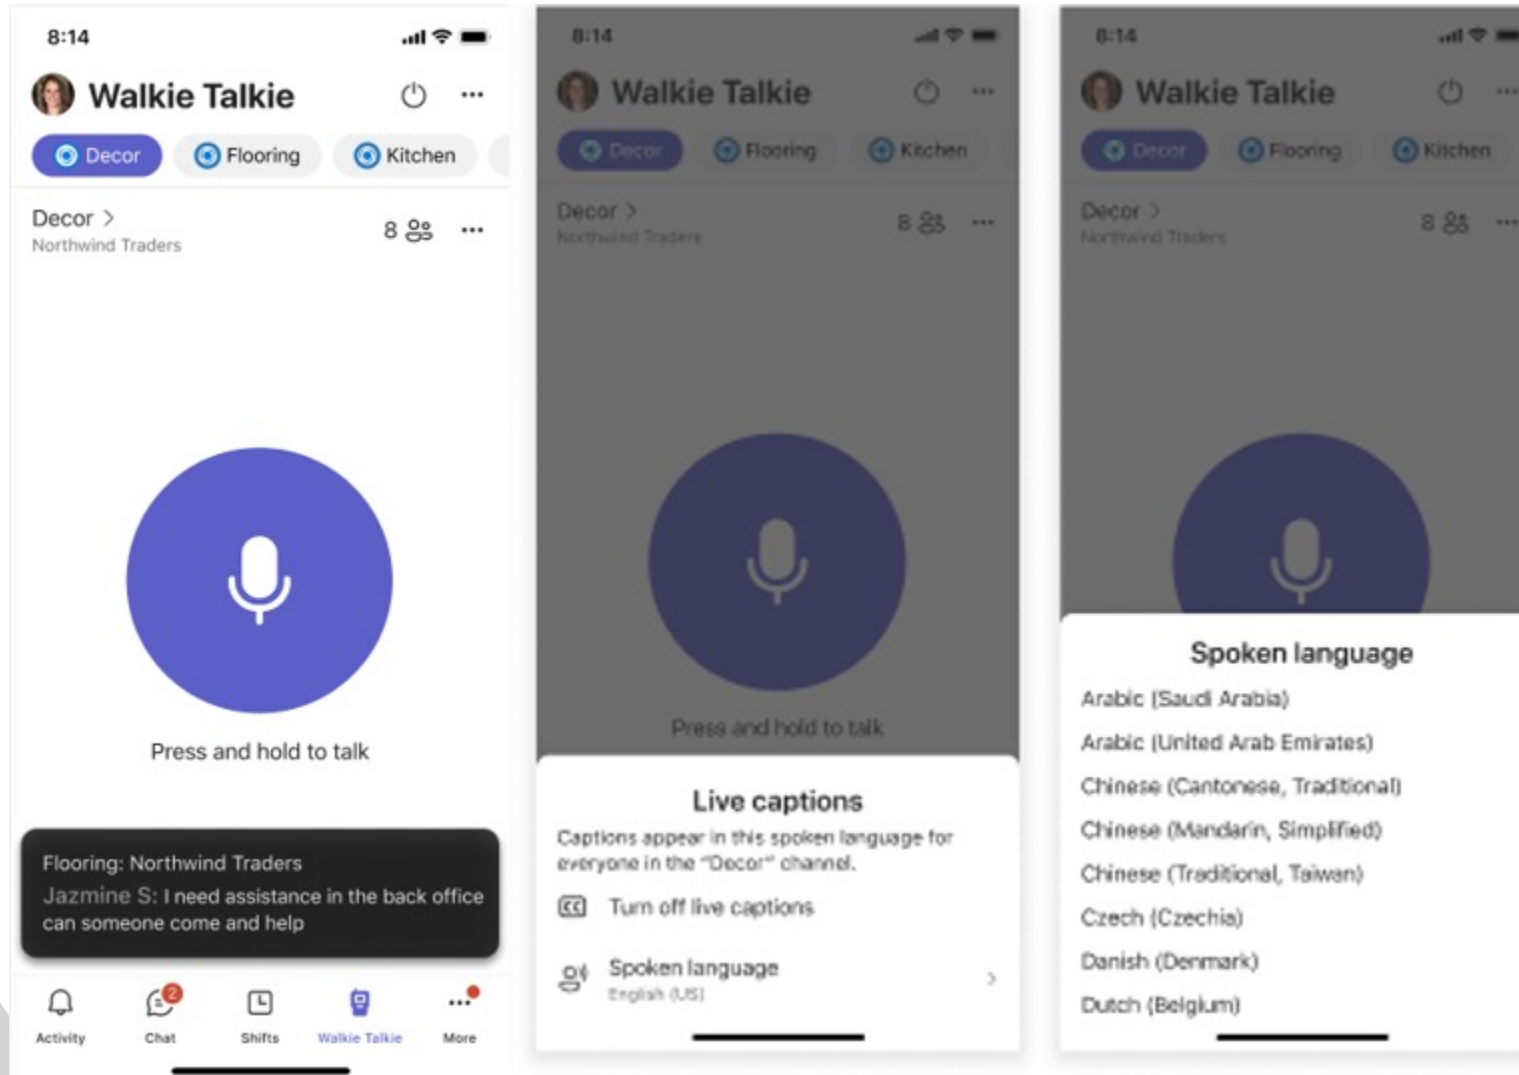 8:14
Walkie Talkie
Decor
Flooring
Kitchen
Decor >
Northwind Traders
8
Press and hold to talk
Flooring: Northwind Traders
Jazmine S: I need assistance in the back office
can someone come and help
2
Activity
Chat
Shifts
Walkie Talkie
More
8:14
Walkie Talkie
Decor
Flooring
Kitchen
Decor >
Northwind Traders
8
Press and hold to talk
Live captions
Captions appear in this spoken language for
everyone in the "Decor" channel.
CC
Turn off live captions
Spoken language
English (US)
8:14
Walkie Talkie
Decor
Flooring
Kitchen
Decor >
Northwind Traders
8
Spoken language
Arabic (Saudi Arabia)
Arabic (United Arab Emirates)
Chinese (Cantonese, Traditional)
Chinese (Mandarin, Simplified)
Chinese (Traditional, Taiwan)
Czech (Czechia)
Danish (Denmark)
Dutch (Belgium)